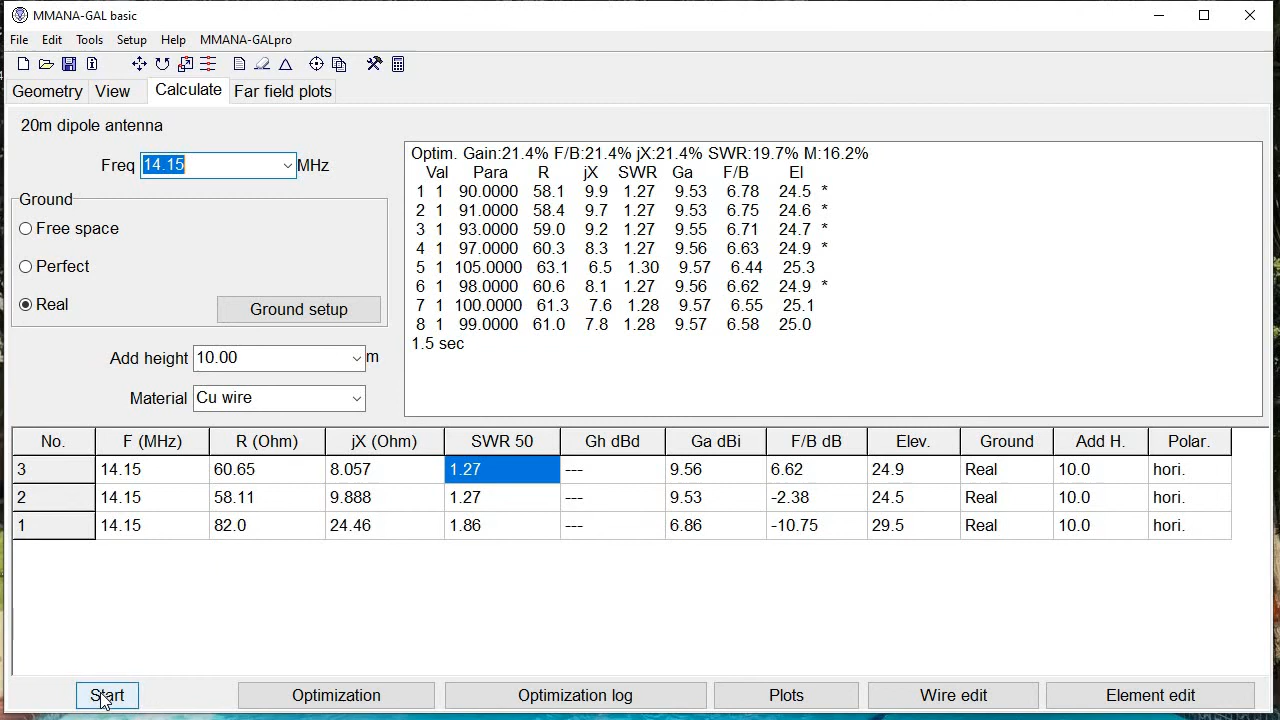 MMANA-GAL basic
File Edit Tools Setup Help MMANA-GALpro
Geometry View Calculate Far field plots
20m dipole antenna
Freq 14.15 MHz
Ground
Free space
Perfect
Real Ground setup
Add height 10.00 m
Material Cu wire
Optim. Gain:21.4% F/B:21.4% jX:21.4% SWR:19.7% M:16.2%
Val Para R jX SWR Ga F/B El
1 1 90.0000 58.1 9.9 1.27 9.53 6.78 24.5 *
2 1 91.0000 58.4 9.7 1.27 9.53 6.75 24.6 *
3 1 93.0000 59.0 9.2 1.27 9.55 6.71 24.7 *
4 1 97.0000 60.3 8.3 1.27 9.56 6.63 24.9 *
5 1 105.0000 63.1 6.5 1.30 9.57 6.44 25.3
6 1 98.0000 60.6 8.1 1.27 9.56 6.62 24.9 *
7 1 100.0000 61.3 7.6 1.28 9.57 6.55 25.1
8 1 99.0000 61.0 7.8 1.28 9.57 6.58 25.0
1.5 sec
No. F (MHz) R (Ohm) jX (Ohm) SWR 50 Gh dBd Ga dBi F/B dB Elev. Ground Add H. Polar.
3 14.15 60.65 8.057 1.27 --- 9.56 6.62 24.9 Real 10.0 hori.
2 14.15 58.11 9.888 1.27 --- 9.53 -2.38 24.5 Real 10.0 hori.
1 14.15 82.0 24.46 1.86 --- 6.86 -10.75 29.5 Real 10.0 hori.
Start Optimization Optimization log Plots Wire edit Element edit